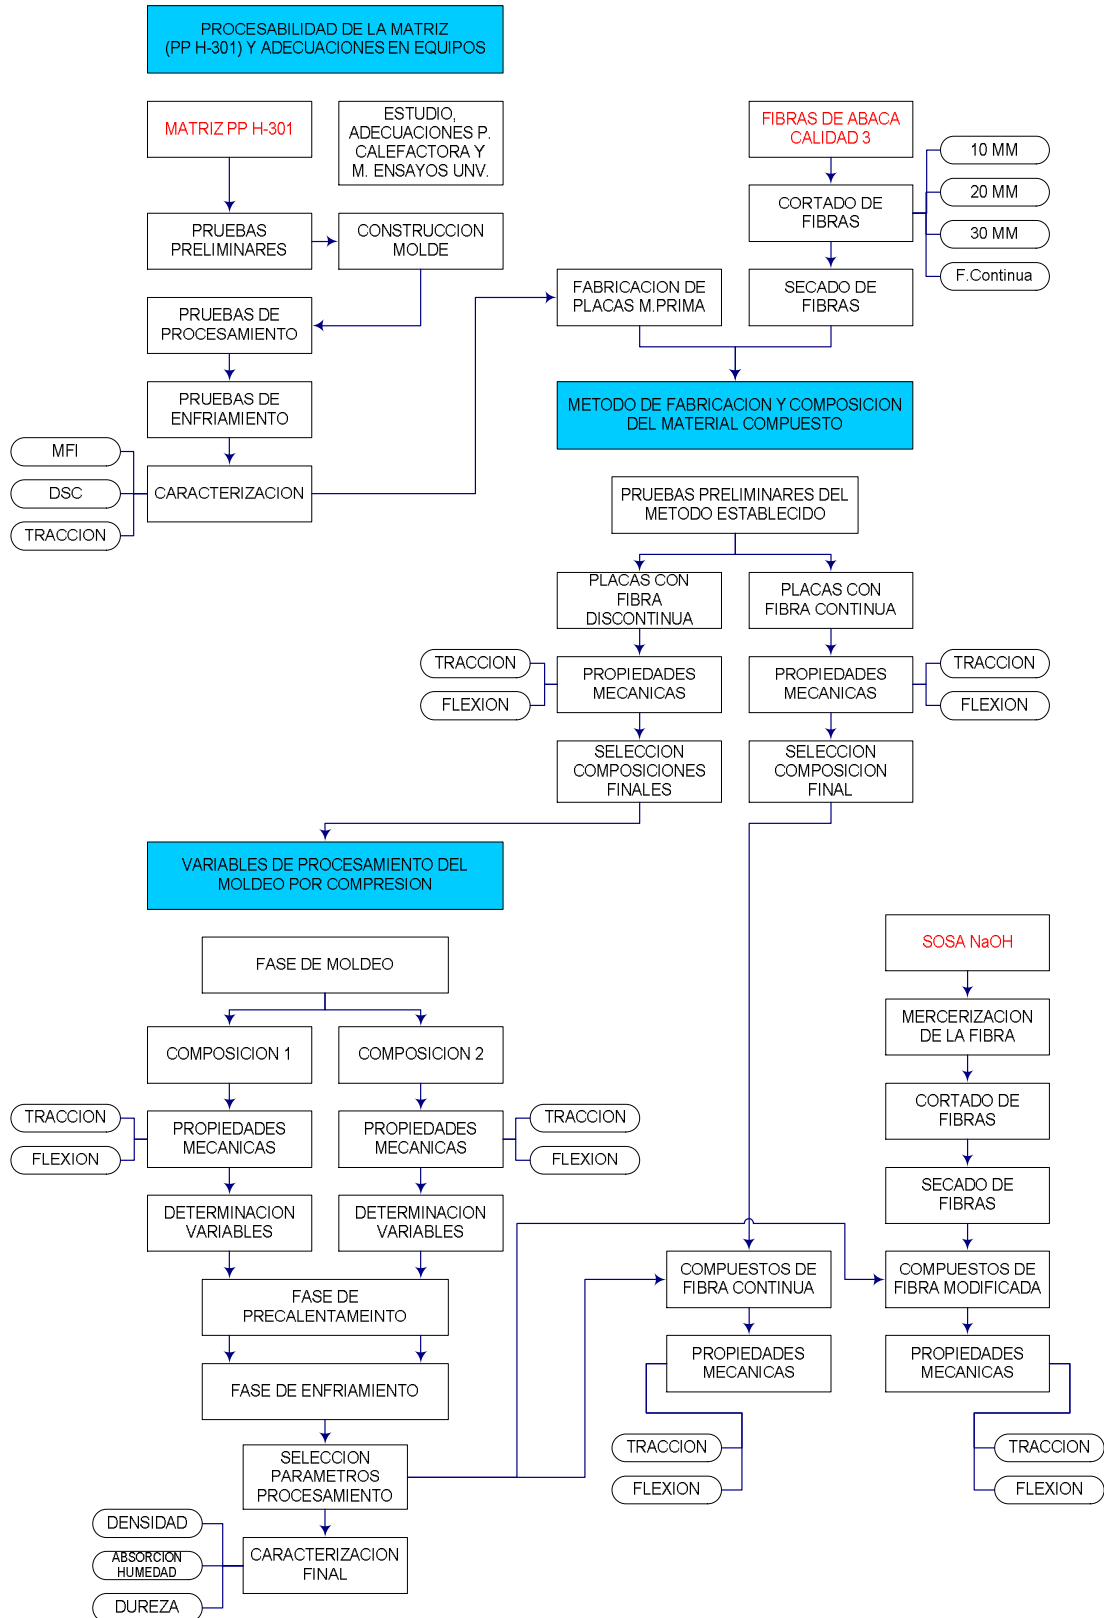 PROCESABILIDAD DE LA MATRIZ
(PP H-301) Y ADECUACIONES EN EQUIPOS
MATRIZ PP H-301
ESTUDIO,
ADECUACIONES P.
CALEFACTORA Y
M. ENSAYOS UNV.
FIBRAS DE ABACA
CALIDAD 3
10 MM
20 MM
30 MM
F.Continua
CORTADO DE
FIBRAS
PRUEBAS
PRELIMINARES
CONSTRUCCION
MOLDE
SECADO DE
FIBRAS
FABRICACION DE
PLACAS M.PRIMA
PRUEBAS DE
PROCESAMIENTO
PRUEBAS DE
ENFRIAMIENTO
METODO DE FABRICACION Y COMPOSICION
DEL MATERIAL COMPUESTO
MFI
DSC
TRACCION
CARACTERIZACION
PRUEBAS PRELIMINARES DEL
METODO ESTABLECIDO
PLACAS CON
FIBRA
DISCONTINUA
PLACAS CON
FIBRA CONTINUA
TRACCION
FLEXION
PROPIEDADES
MECANICAS
PROPIEDADES
MECANICAS
TRACCION
FLEXION
SELECCION
COMPOSICIONES
FINALES
SELECCION
COMPOSICION
FINAL
VARIABLES DE PROCESAMIENTO DEL
MOLDEO POR COMPRESION
FASE DE MOLDEO
SOSA NaOH
MERCERIZACION
DE LA FIBRA
COMPOSICION 1
COMPOSICION 2
CORTADO DE
FIBRAS
TRACCION
FLEXION
PROPIEDADES
MECANICAS
PROPIEDADES
MECANICAS
TRACCION
FLEXION
SECADO DE
FIBRAS
DETERMINACION
VARIABLES
DETERMINACION
VARIABLES
COMPUESTOS DE
FIBRA CONTINUA
COMPUESTOS DE
FIBRA MODIFICADA
FASE DE
PRECALENTAMEINTO
PROPIEDADES
MECANICAS
PROPIEDADES
MECANICAS
FASE DE ENFRIAMIENTO
TRACCION
FLEXION
TRACCION
FLEXION
SELECCION
PARAMETROS
PROCESAMIENTO
DENSIDAD
ABSORCION
HUMEDAD
DUREZA
CARACTERIZACION
FINAL